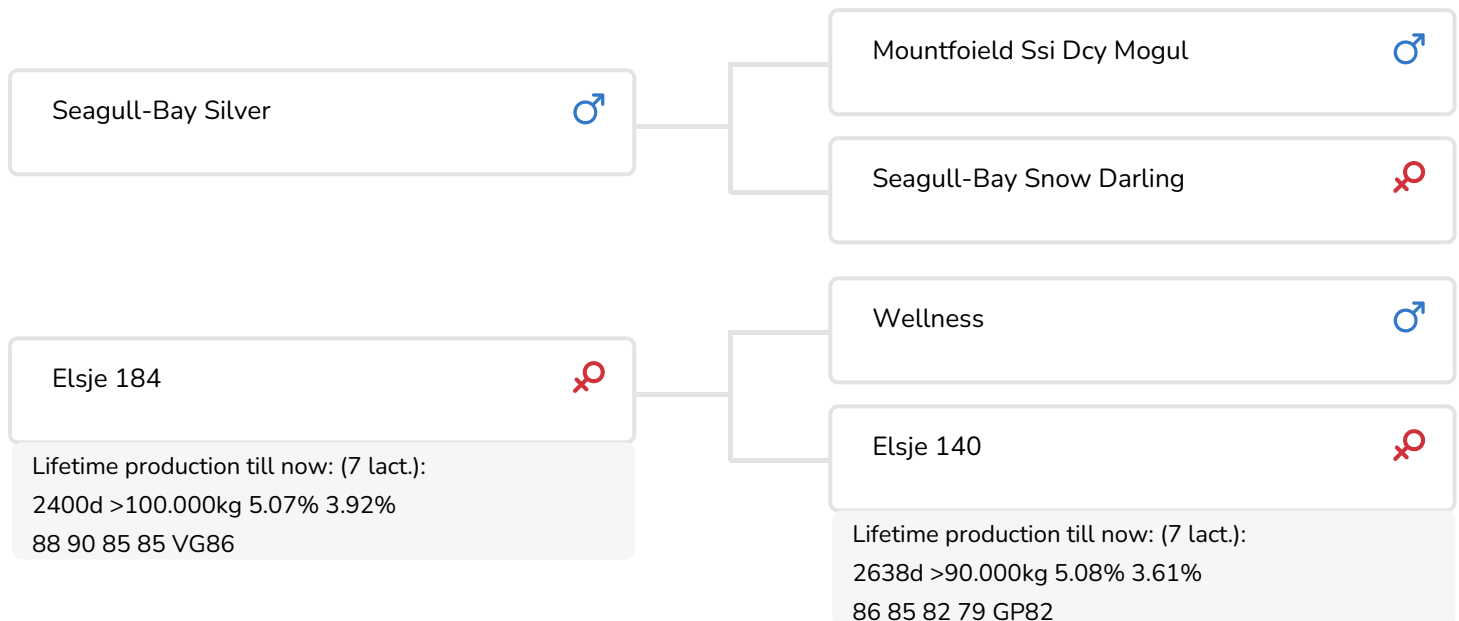 Seagull-Bay Silver
Mountfoield Ssi Dcy Mogul
Seagull-Bay Snow Darling
Elsje 184
Lifetime production till now: (7 lact.):
2400d >100.000kg 5.07% 3.92%
88 90 85 85 VG86
Wellness
Elsje 140
Lifetime production till now: (7 lact.):
2638d >90.000kg 5.08% 3.61%
86 85 82 79 GP82